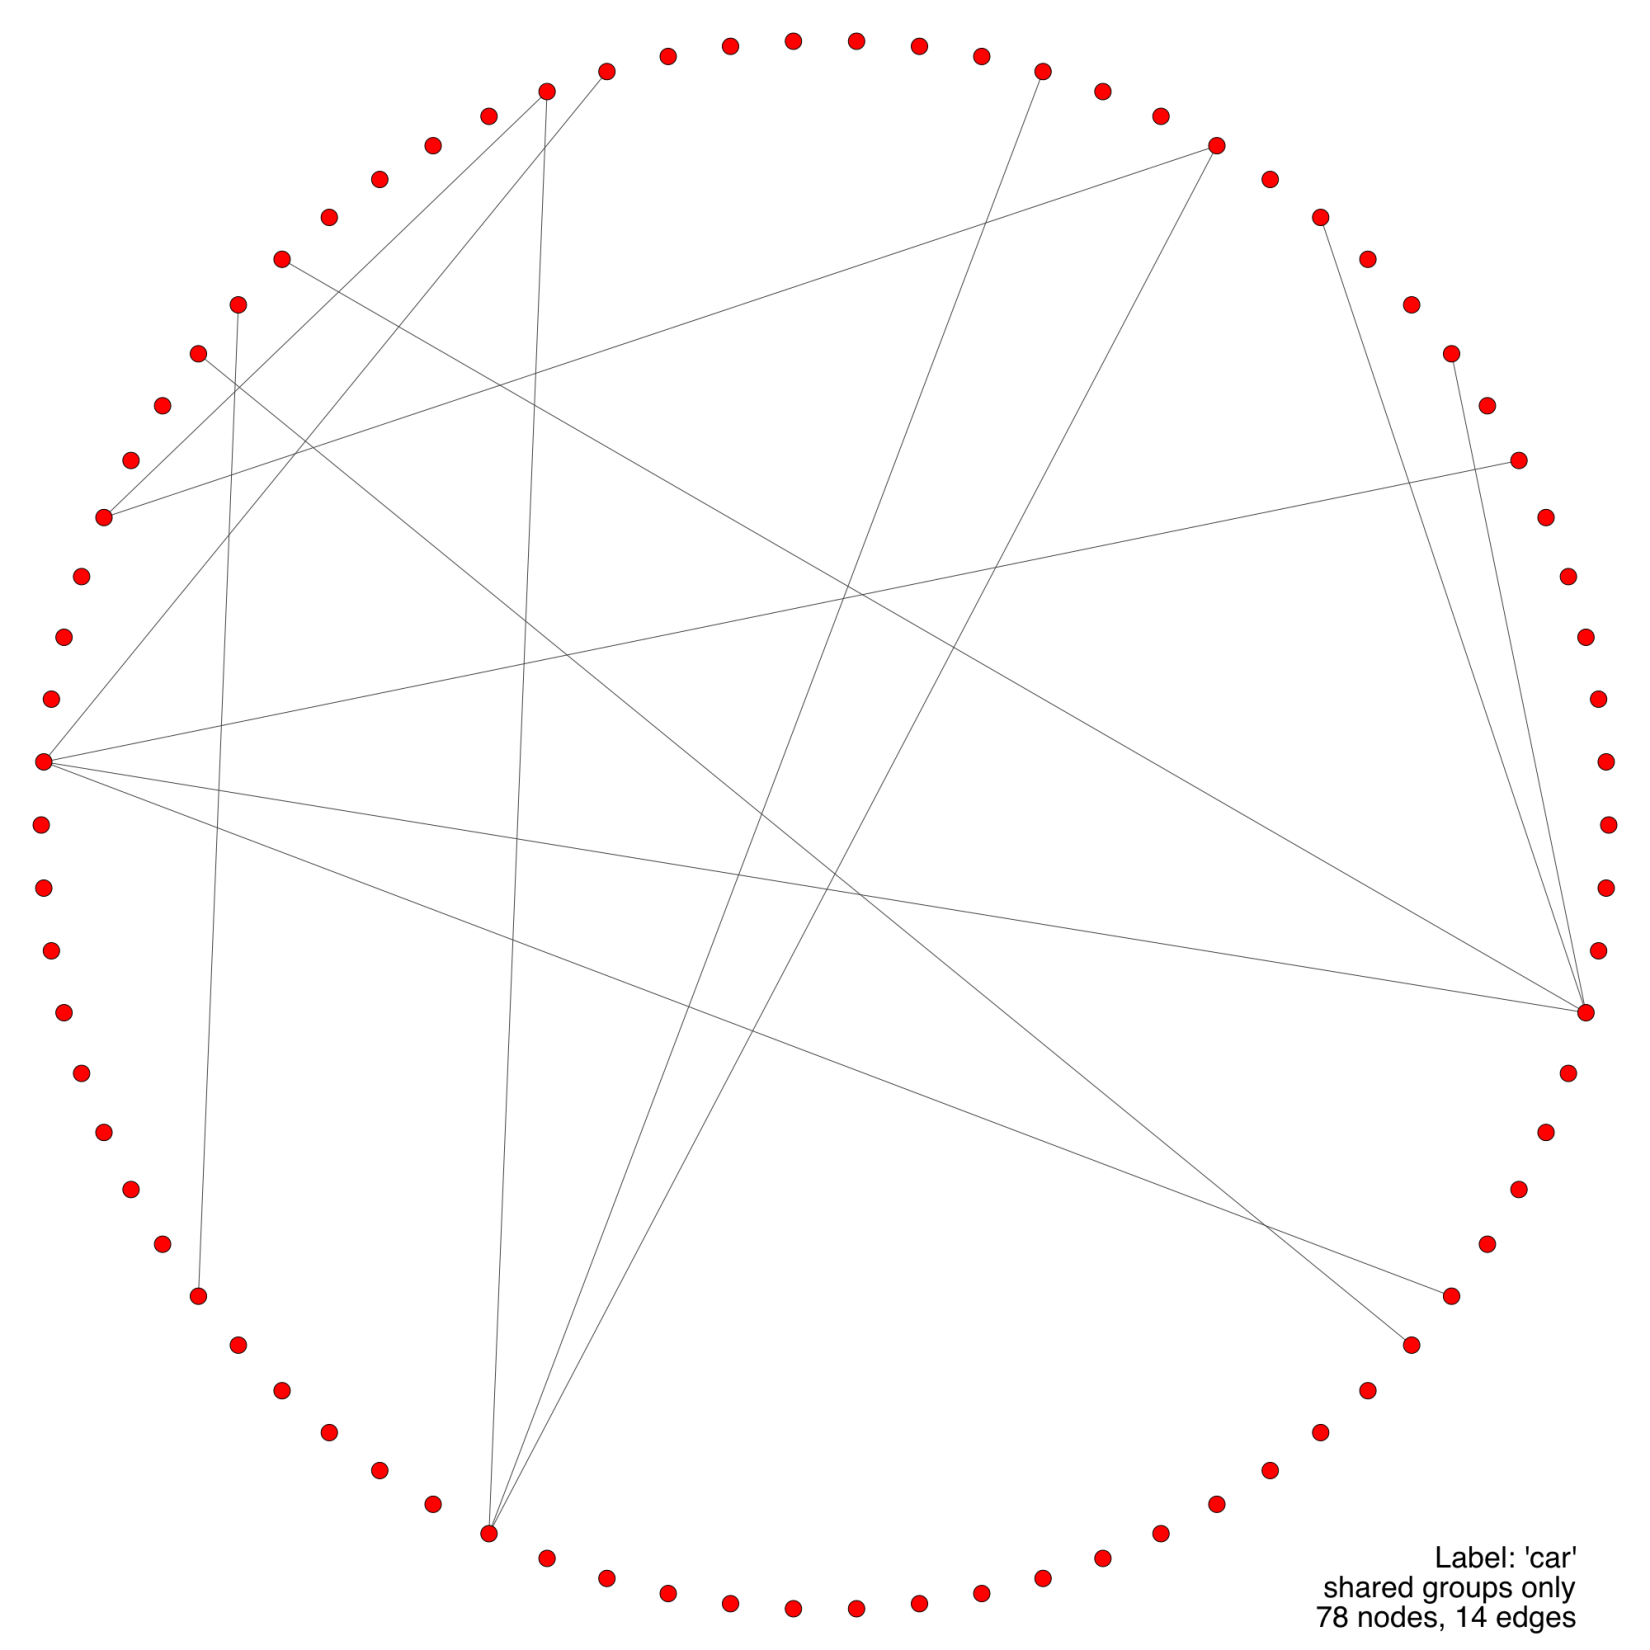 Label: 'car'
shared groups only
78 nodes, 14 edges